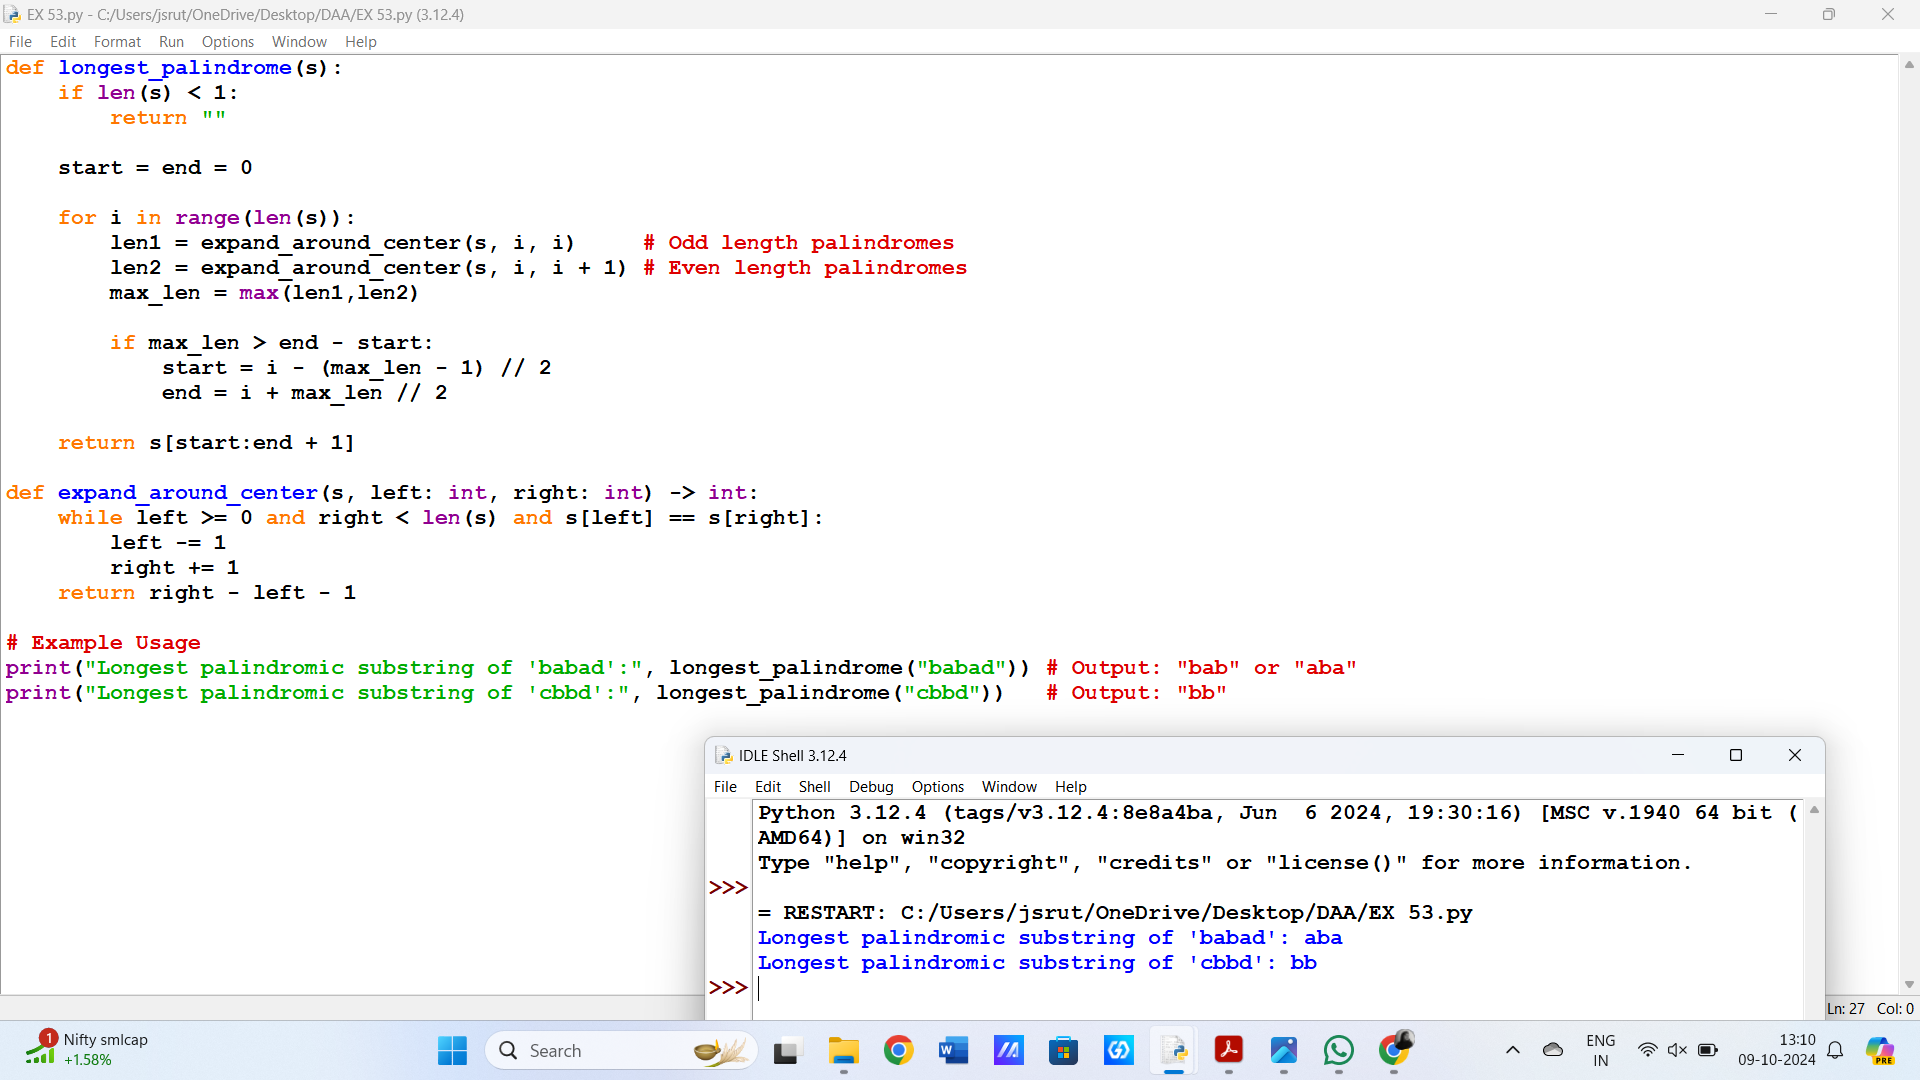 EX 53.py - C:/Users/jsrut/OneDrive/Desktop/DAA/EX 53.py (3.12.4)
File Edit Format Run Options Window Help
def longest_palindrome(s):
    if len(s) < 1:
        return ""

    start = end = 0

    for i in range(len(s)):
        len1 = expand_around_center(s, i, i)     # Odd length palindromes
        len2 = expand_around_center(s, i, i + 1) # Even length palindromes
        max_len = max(len1,len2)

        if max_len > end - start:
            start = i - (max_len - 1) // 2
            end = i + max_len // 2

    return s[start:end + 1]

def expand_around_center(s, left: int, right: int) -> int:
    while left >= 0 and right < len(s) and s[left] == s[right]:
        left -= 1
        right += 1
    return right - left - 1

# Example Usage
print("Longest palindromic substring of 'babad':", longest_palindrome("babad")) # Output: "bab" or "aba"
print("Longest palindromic substring of 'cbbd':", longest_palindrome("cbbd"))   # Output: "bb"
IDLE Shell 3.12.4
File Edit Shell Debug Options Window Help
Python 3.12.4 (tags/v3.12.4:8e8a4ba, Jun  6 2024, 19:30:16) [MSC v.1940 64 bit (
AMD64)] on win32
Type "help", "copyright", "credits" or "license()" for more information.
>>>
= RESTART: C:/Users/jsrut/OneDrive/Desktop/DAA/EX 53.py
Longest palindromic substring of 'babad': aba
Longest palindromic substring of 'cbbd': bb
>>>
Ln: 27 Col: 0
1
Nifty smlcap
+1.58%
Search
W
PRE
ENG
IN
13:10
09-10-2024